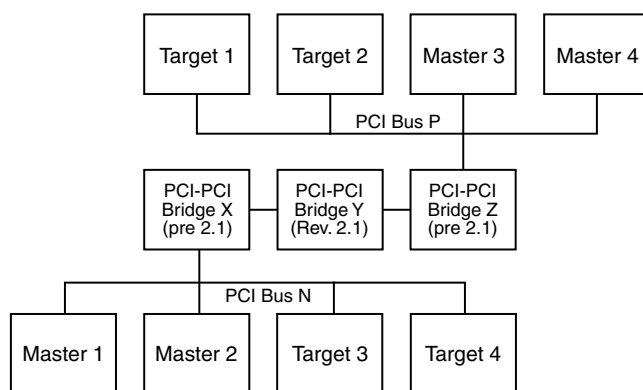 Target 1
Target 2
Master 3
Master 4
PCI Bus P
PCI-PCI
Bridge X
(pre 2.1)
PCI-PCI
Bridge Y
(Rev. 2.1)
PCI-PCI
Bridge Z
(pre 2.1)
PCI Bus N
Master 1
Master 2
Target 3
Target 4